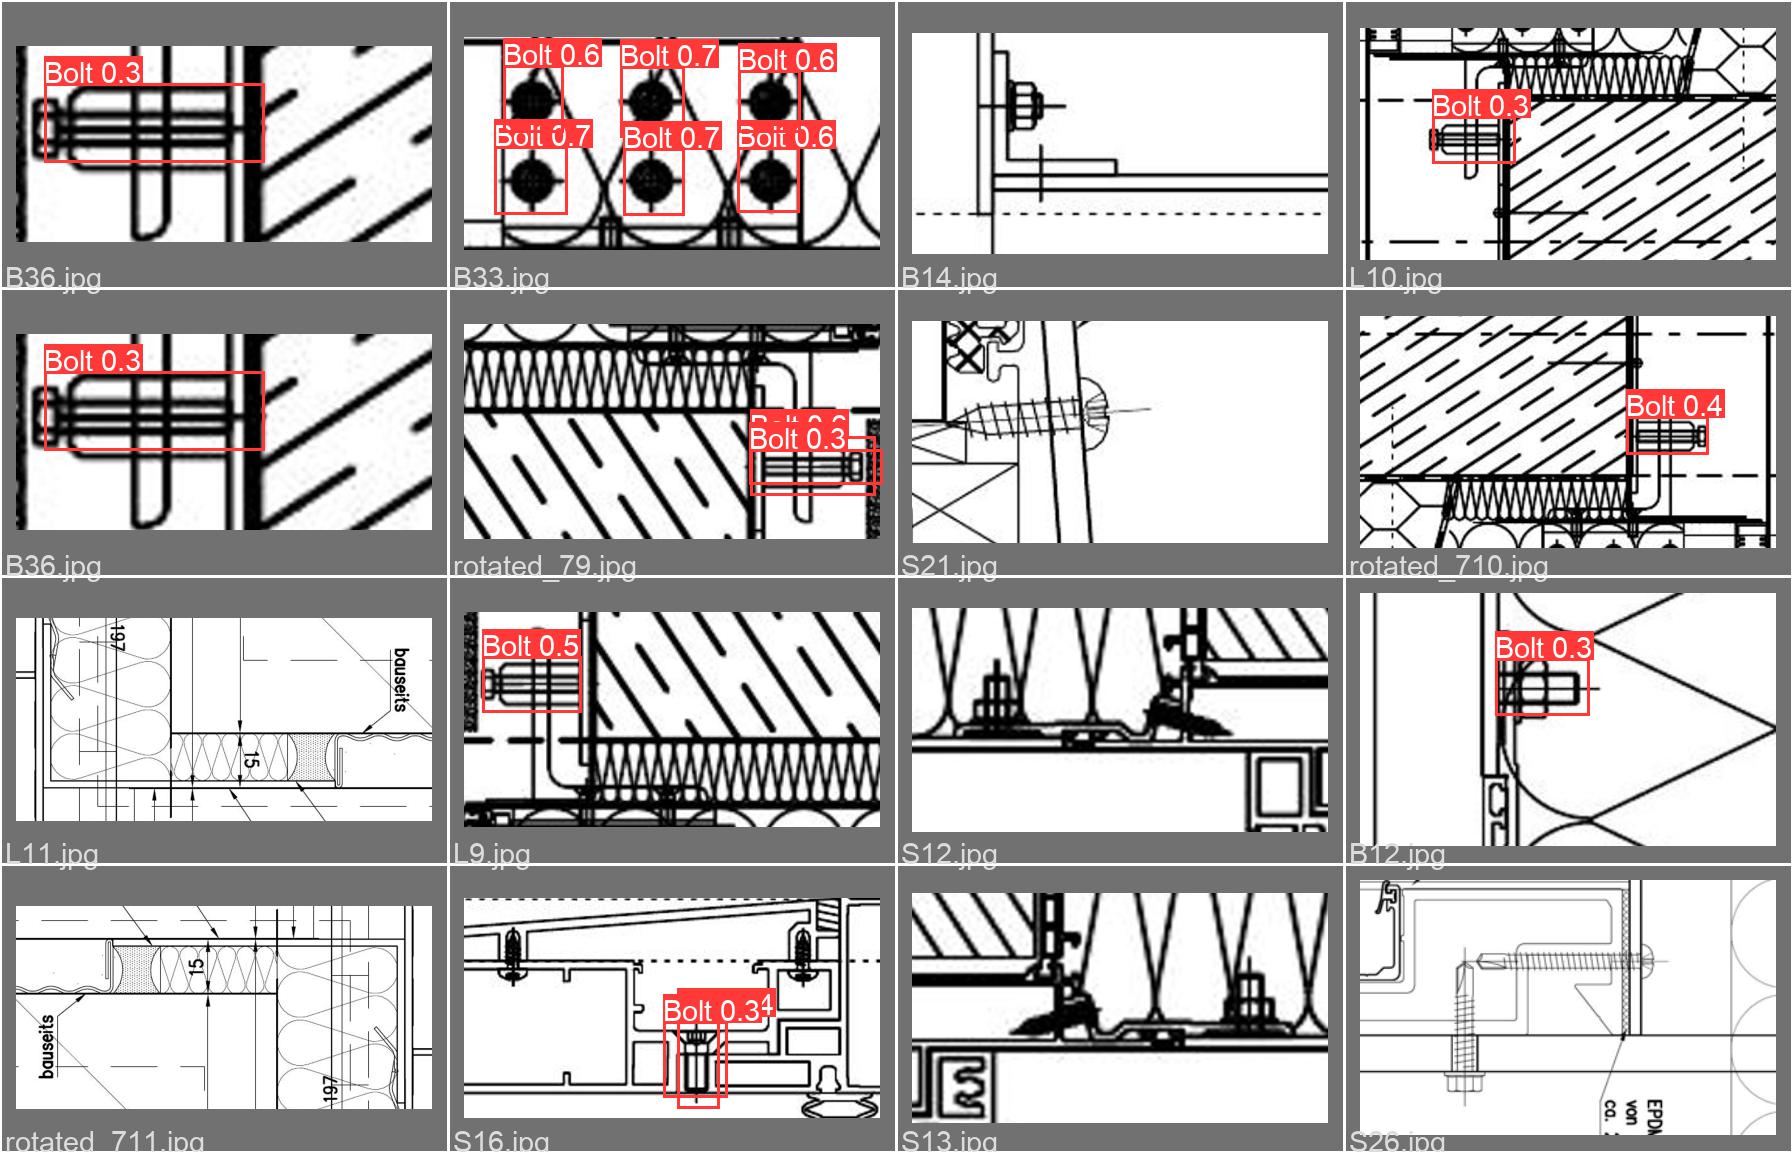 Bolt 0.3
B36.jpg
Bolt 0.6
Bolt 0.7
Bolt 0.6
Bolt 0.7
Bolt 0.7
Bolt 0.6
B33.jpg
B14.jpg
Bolt 0.3
L10.jpg
Bolt 0.3
B36.jpg
Bolt 0.3
rotated_79.jpg
S21.jpg
Bolt 0.4
rotated_710.jpg
197
bauseits
15
L11.jpg
Bolt 0.5
L9.jpg
S12.jpg
Bolt 0.3
B12.jpg
15
bauseits
197
rotated_711.jpg
Bolt 0.3
S16.jpg
S13.jpg
von
ca.
S26.jpg